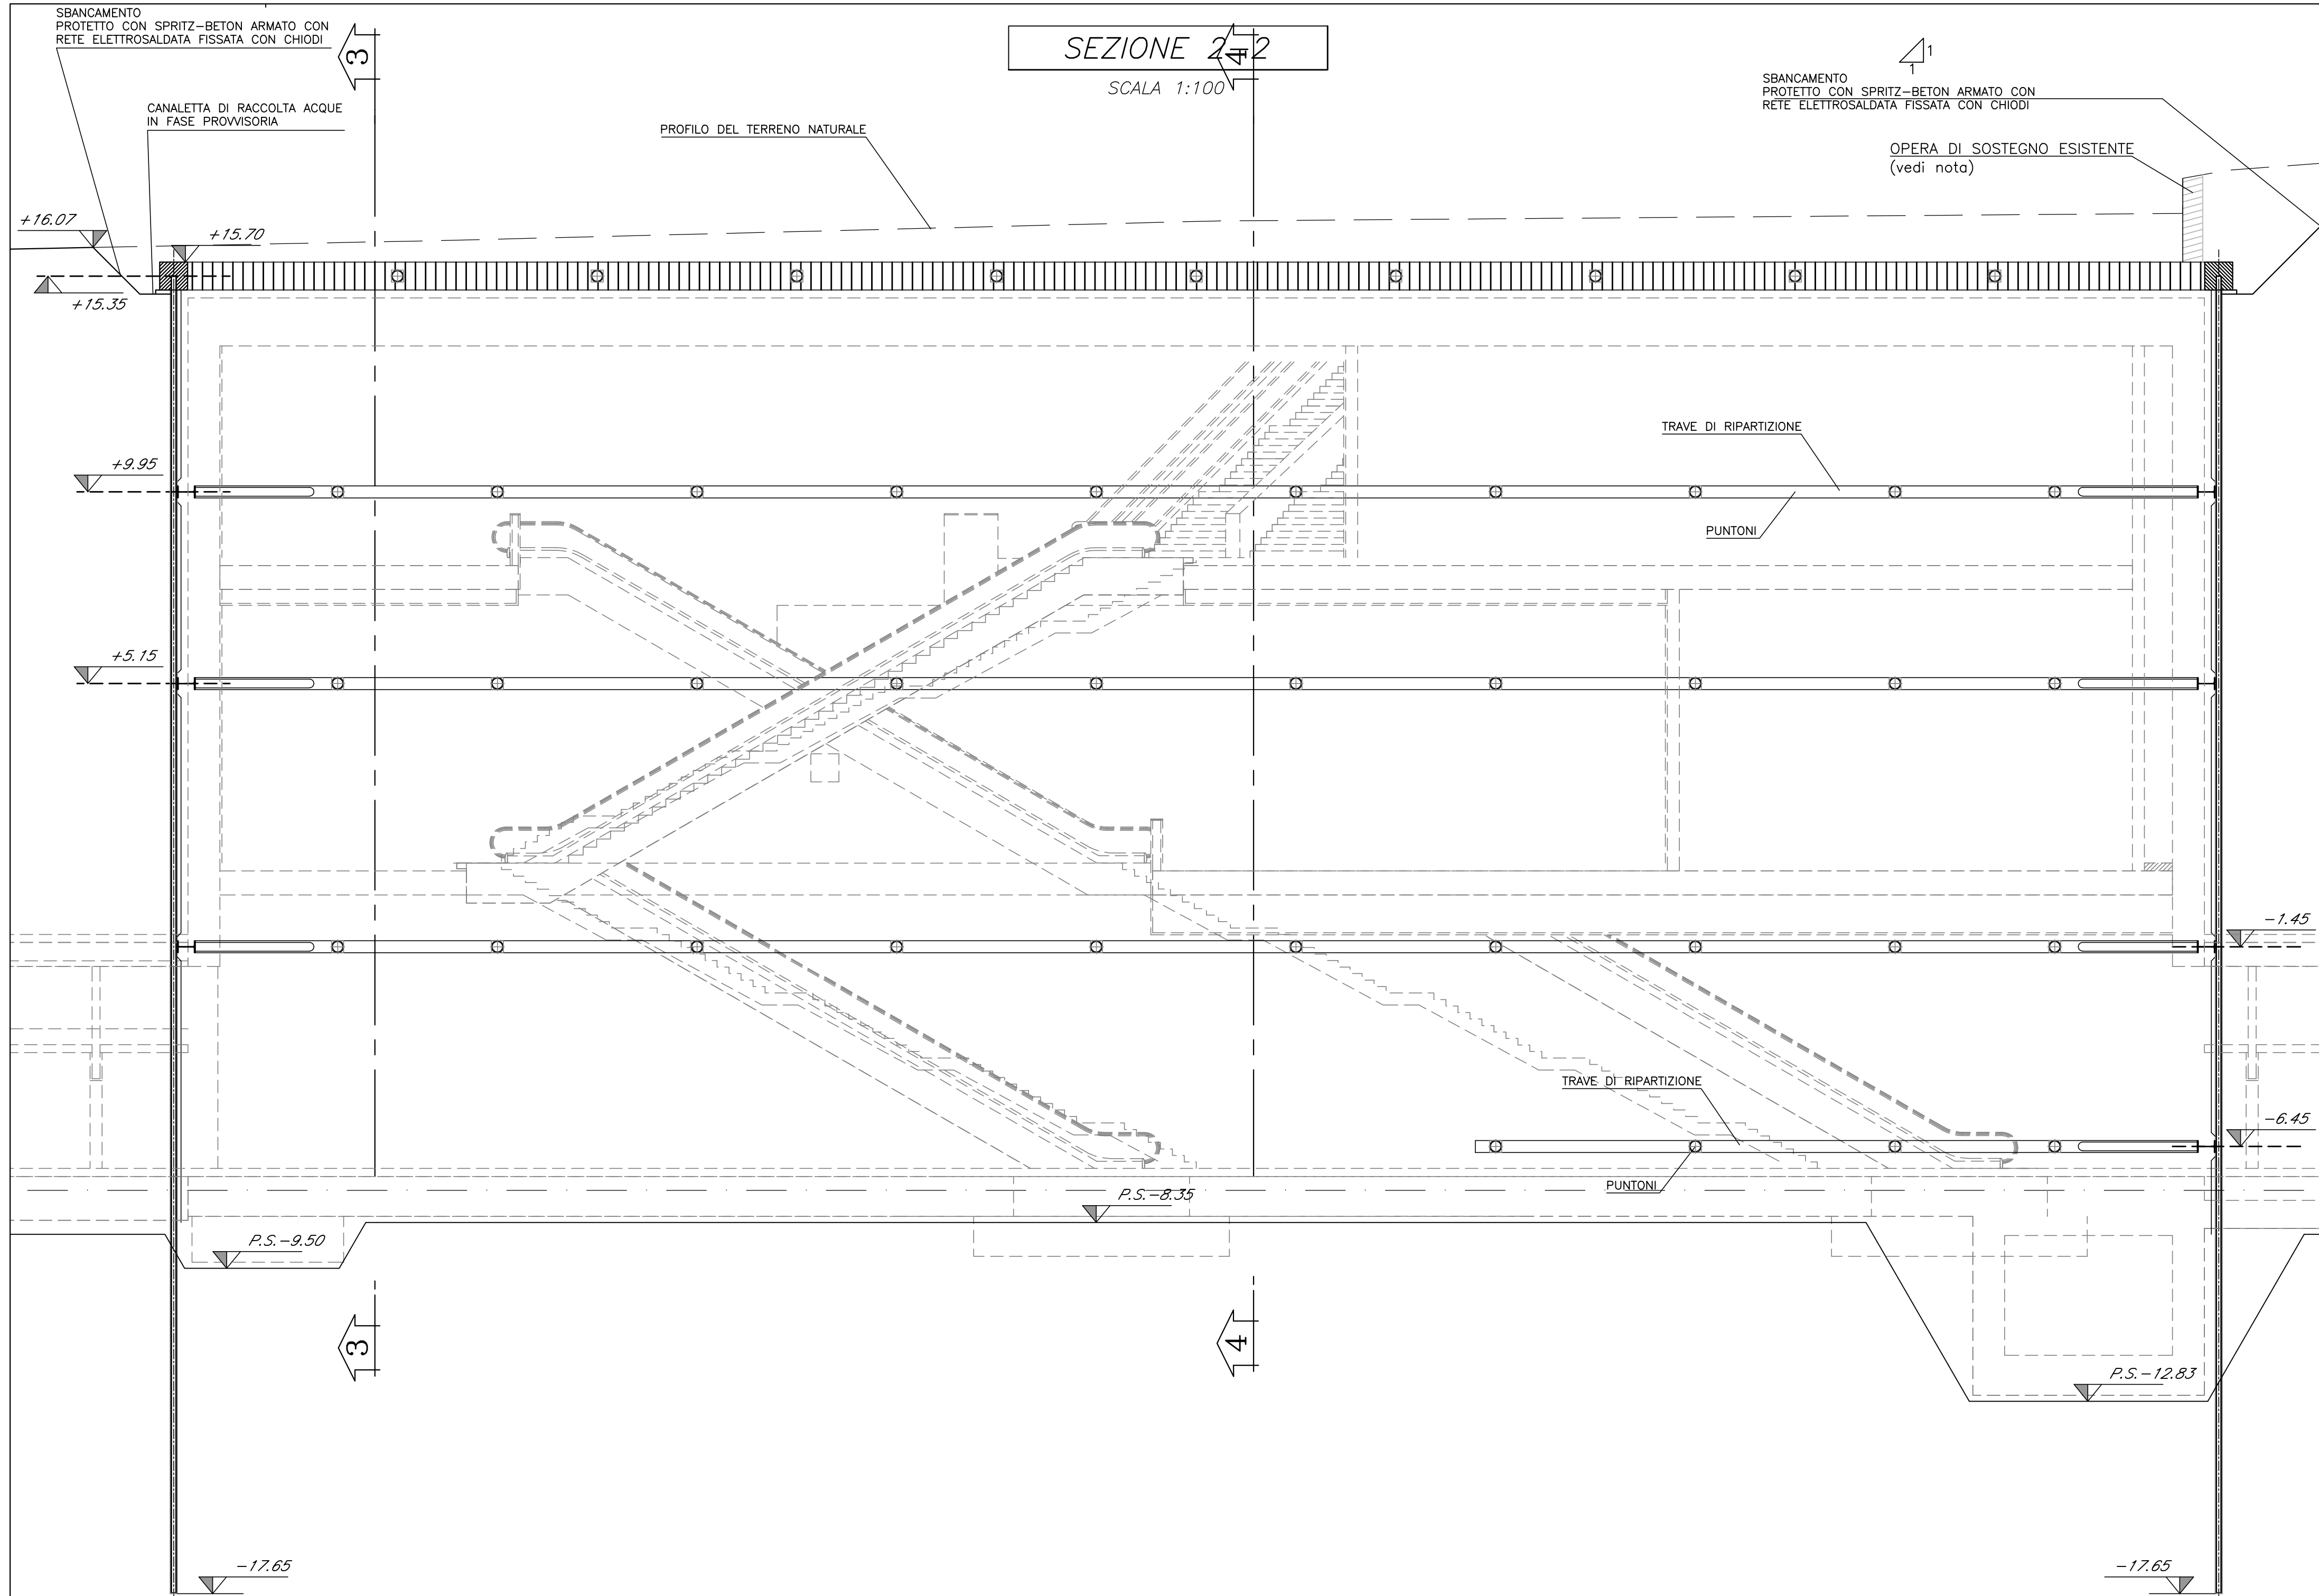 SBANCAMENTO
PROTETTO CON SPRITZ-BETON ARMATO CON
RETE ELETTROSALDATA FISSATA CON CHIODI
3
SEZIONE 2-2
4
SCALA 1:100
1
1
SBANCAMENTO
PROTETTO CON SPRITZ-BETON ARMATO CON
RETE ELETTROSALDATA FISSATA CON CHIODI
CANALETTA DI RACCOLTA ACQUE
IN FASE PROVVISORIA
PROFILO DEL TERRENO NATURALE
OPERA DI SOSTEGNO ESISTENTE
(vedi nota)
+16.07
+15.70
+15.35
TRAVE DI RIPARTIZIONE
+9.95
PUNTONI
+5.15
-1.45
TRAVE DI RIPARTIZIONE
-6.45
PUNTONI
P.S.-8.35
P.S.-9.50
3
4
P.S.-12.83
-17.65
-17.65